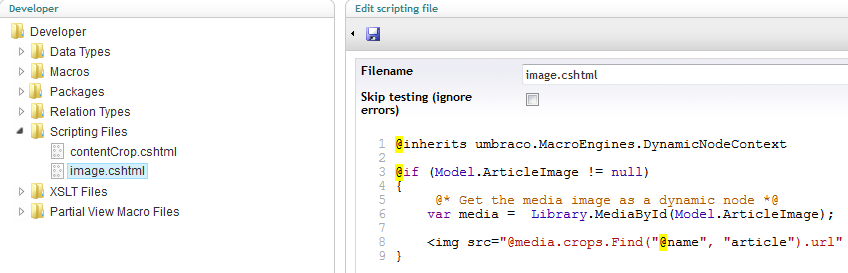 Developer
Developer
Data Types
Macros
Packages
Relation Types
Scripting Files
contentCrop.cshtml
image.cshtml
XSLT Files
Partial View Macro Files
Edit scripting file
Filename
image.cshtml
Skip testing (ignore
errors)
1 @inherits umbraco.MacroEngines.DynamicNodeContext
2
3 @if (Model.ArticleImage != null)
4 {
5 @* Get the media image as a dynamic node *@
6 var media = Library.MediaById(Model.ArticleImage);
7
8 <img src="@media.crops.Find("@name", "article").url"
9 }